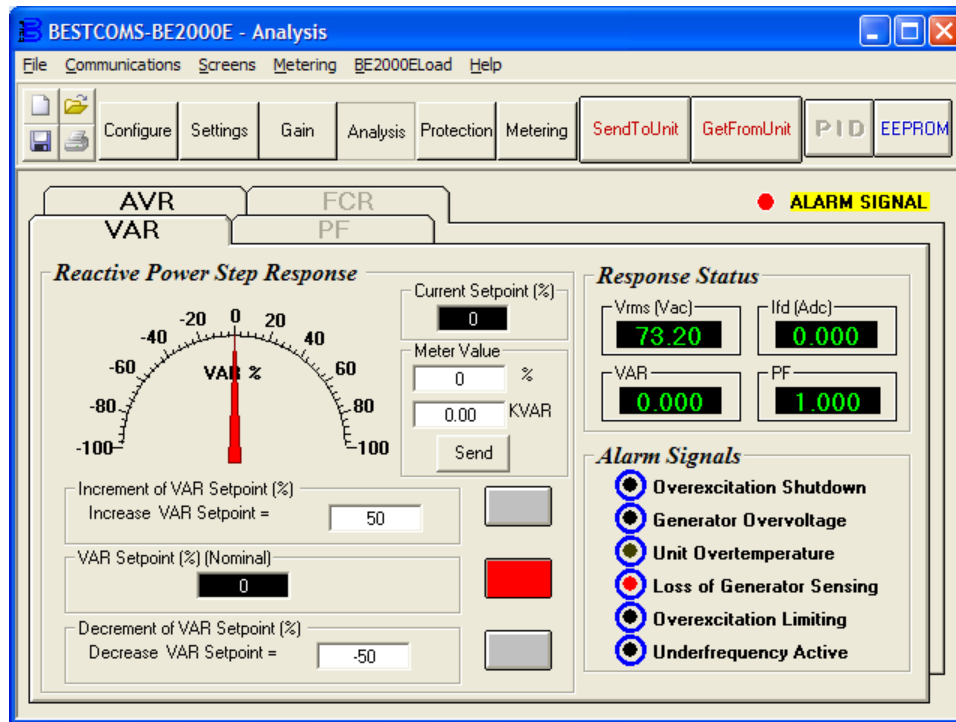 BESTCOMS-BE2000E - Analysis
File Communications Screens Metering BE2000ELoad Help
Configure Settings Gain Analysis Protection Metering SendToUnit GetFromUnit PID EEPROM
AVR FCR
ALARM SIGNAL
VAR PF
Reactive Power Step Response
-100 -80 -60 -40 -20 0 20 40 60 80 100
VAR %
Current Setpoint (%)
0
Meter Value
0 %
0.00 KVAR
Send
Increment of VAR Setpoint (%)
Increase VAR Setpoint = 50
VAR Setpoint (%) (Nominal)
0
Decrement of VAR Setpoint (%)
Decrease VAR Setpoint = -50
Response Status
Vrms (Vac) Ifd (Adc)
73.20 0.000
VAR PF
0.000 1.000
Alarm Signals
Overexcitation Shutdown
Generator Overvoltage
Unit Overtemperature
Loss of Generator Sensing
Overexcitation Limiting
Underfrequency Active